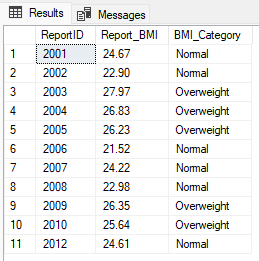 Results Messages
ReportID Report_BMI BMI_Category
1 2001 24.67 Normal
2 2002 22.90 Normal
3 2003 27.97 Overweight
4 2004 26.83 Overweight
5 2005 26.23 Overweight
6 2006 21.52 Normal
7 2007 24.22 Normal
8 2008 22.98 Normal
9 2009 26.35 Overweight
10 2010 25.64 Overweight
11 2012 24.61 Normal